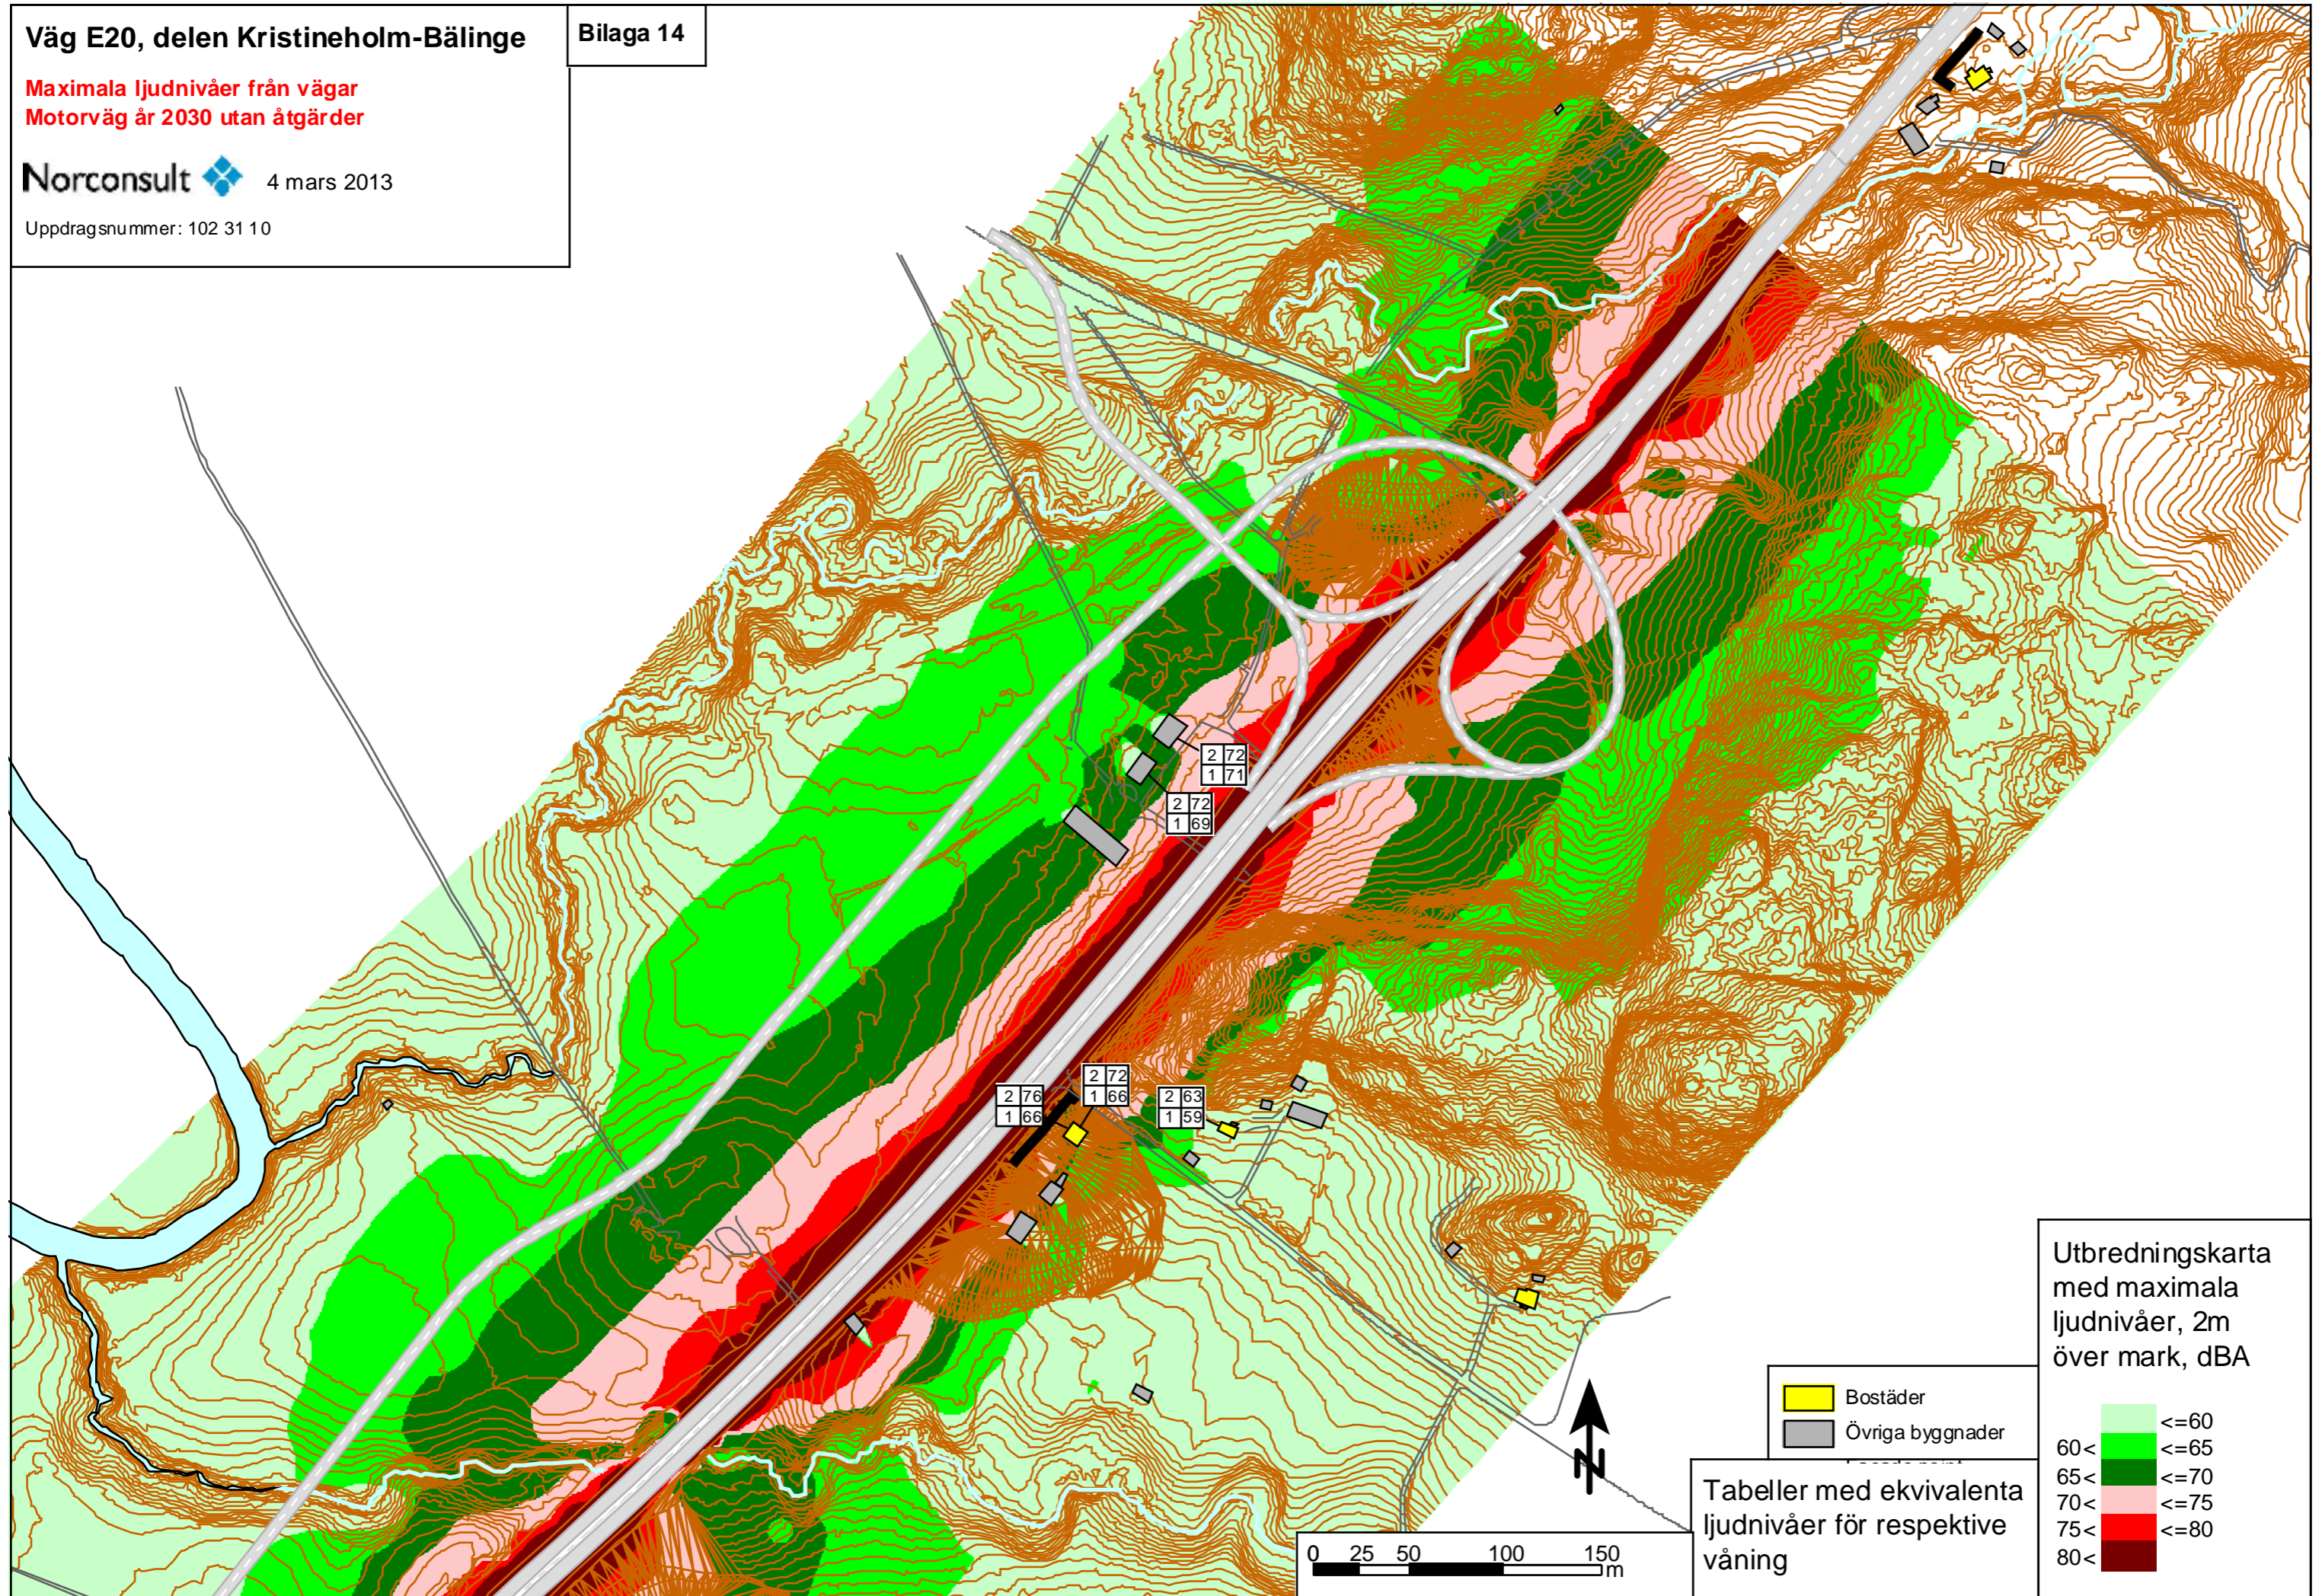 Väg E20, delen Kristineholm-Bälinge
Bilaga 14
Maximala ljudnivåer från vägar
Motorväg år 2030 utan åtgärder
Norconsult
4 mars 2013
Uppdragsnummer: 102 31 10
2 72
1 71
2 72
1 69
2 76
1 66
2 72
1 66
2 63
1 59
Bostäder
Övriga byggnader
N
0 25 50 100 150
m
Tabeller med ekvivalenta
ljudnivåer för respektive
våning
Utbredningskarta
med maximala
ljudnivåer, 2m
över mark, dBA
<=60
60< <=65
65< <=70
70< <=75
75< <=80
80<